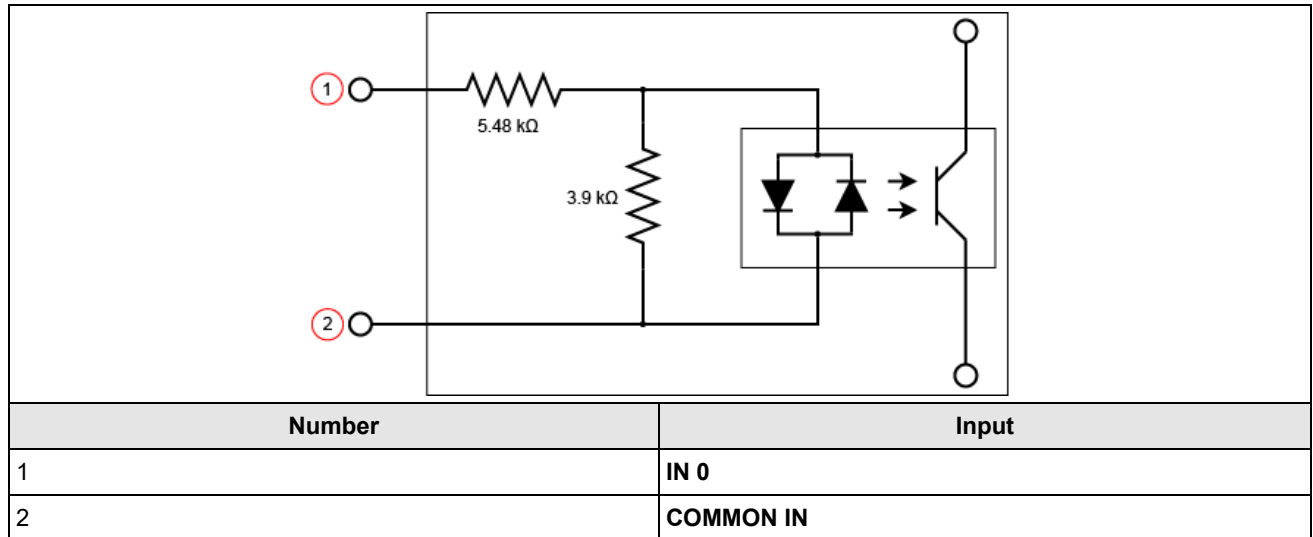 1
5.48 kΩ
3.9 kΩ
2
Number Input
1 IN 0
2 COMMON IN